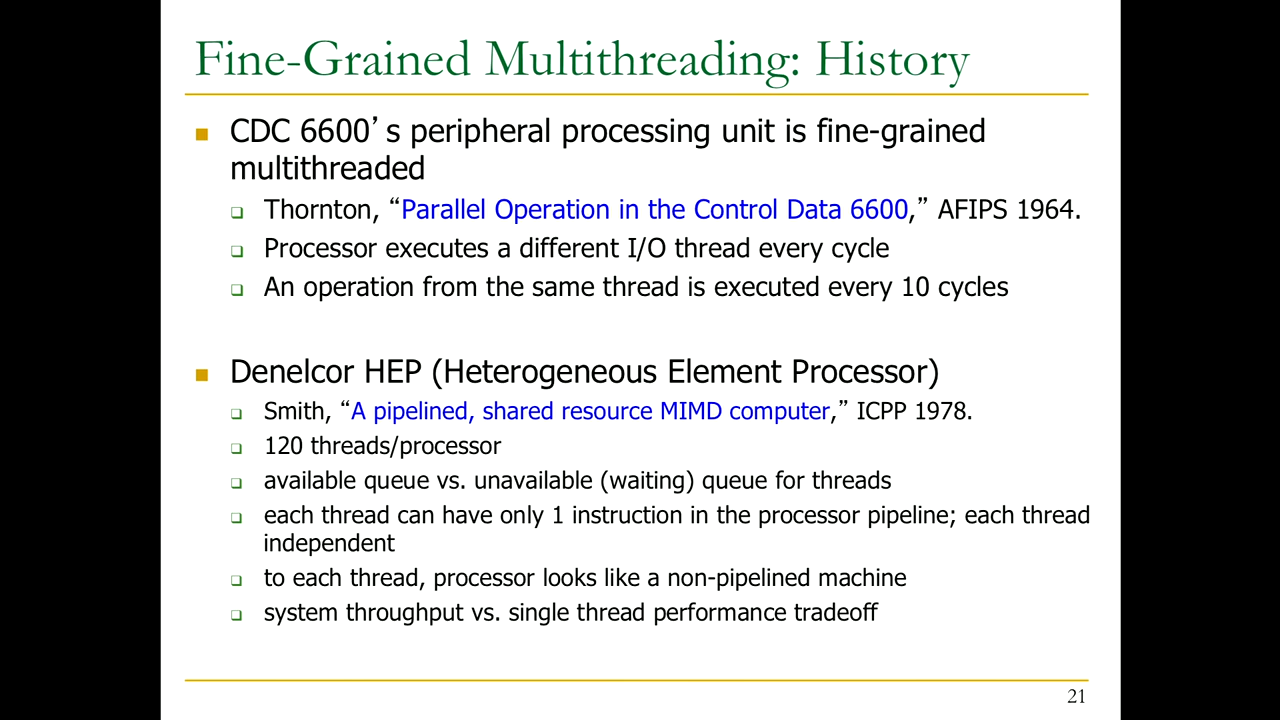 Fine-Grained Multithreading: History
CDC 6600’s peripheral processing unit is fine-grained
multithreaded
Thornton, “Parallel Operation in the Control Data 6600,” AFIPS 1964.
Processor executes a different I/O thread every cycle
An operation from the same thread is executed every 10 cycles
Denelcor HEP (Heterogeneous Element Processor)
Smith, “A pipelined, shared resource MIMD computer,” ICPP 1978.
120 threads/processor
available queue vs. unavailable (waiting) queue for threads
each thread can have only 1 instruction in the processor pipeline; each thread
independent
to each thread, processor looks like a non-pipelined machine
system throughput vs. single thread performance tradeoff
21